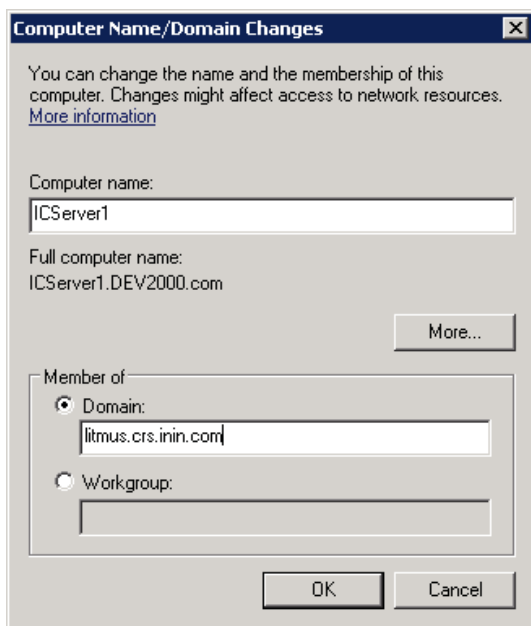 Computer Name/Domain Changes
You can change the name and the membership of this
computer. Changes might affect access to network resources.
More information
Computer name:
ICServer1
Full computer name:
ICServer1.DEV2000.com
More...
Member of
Domain:
litmus.crs.inin.com
Workgroup:
OK Cancel